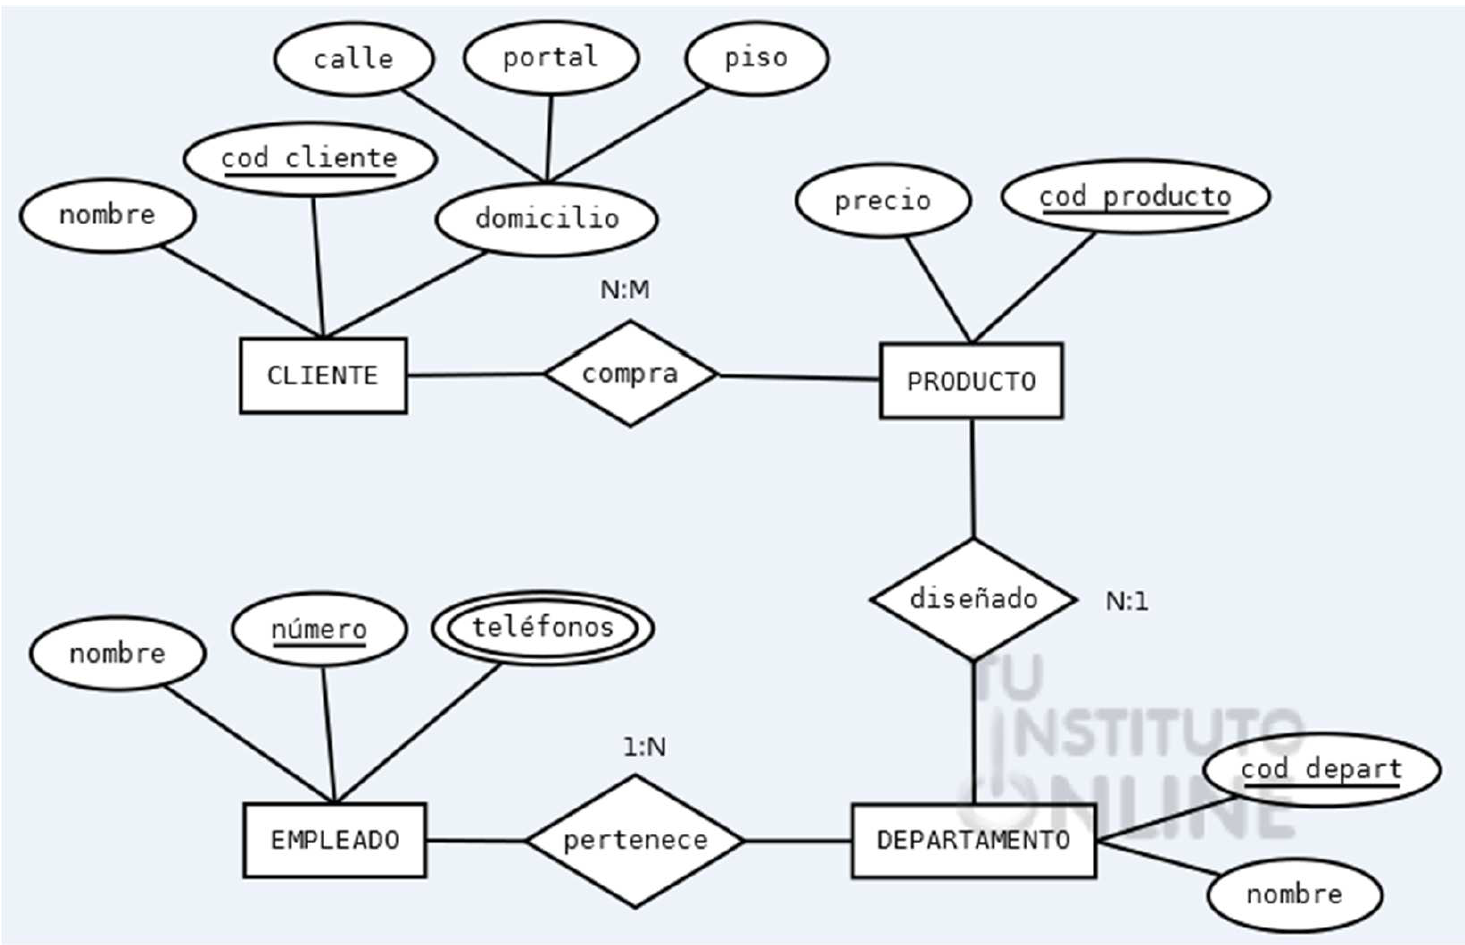 calle
portal
piso
cod cliente
nombre
domicilio
precio
cod producto
N:M
CLIENTE
compra
PRODUCTO
diseñado
N:1
nombre
número
teléfonos
TU
INSTITUTO
ONLINE
1:N
cod depart
EMPLEADO
pertenece
DEPARTAMENTO
nombre